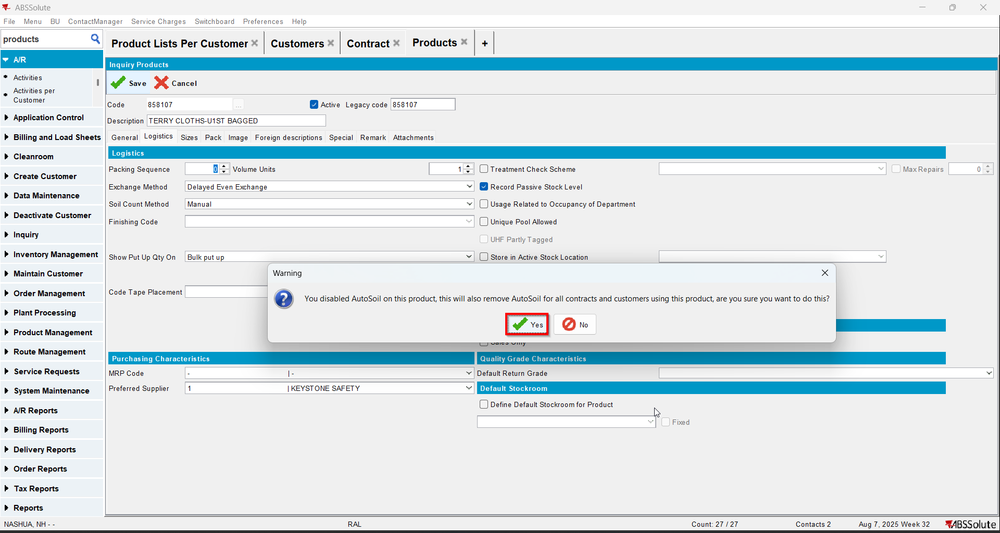 ABSSolute
File Menu BU ContactManager Service Charges Switchboard Preferences Help
products
Product Lists Per Customer Customers Contract Products +
A/R
Activities
Activities per
Customer
Application Control
Billing and Load Sheets
Cleanroom
Create Customer
Data Maintenance
Deactivate Customer
Inquiry
Inventory Management
Maintain Customer
Order Management
Plant Processing
Product Management
Route Management
Service Requests
System Maintenance
A/R Reports
Billing Reports
Delivery Reports
Order Reports
Tax Reports
Reports
Inquiry Products
Save Cancel
Code 858107 ... Active Legacy code 858107
Description TERRY CLOTHS-U1ST BAGGED
General Logistics Sizes Pack Image Foreign descriptions Special Remark Attachments
Logistics
Packing Sequence 0 Volume Units 1 Treatment Check Scheme Max Repairs 0
Exchange Method Delayed Even Exchange Record Passive Stock Level
Soil Count Method Manual Usage Related to Occupancy of Department
Finishing Code Unique Pool Allowed
UHF Partly Tagged
Show Put Up Qty On Bulk put up Store in Active Stock Location
Code Tape Placement
Warning
You disabled AutoSoil on this product, this will also remove AutoSoil for all contracts and customers using this product, are you sure you want to do this?
Yes No
Sales Only
Purchasing Characteristics Quality Grade Characteristics
MRP Code - | - Default Return Grade
Preferred Supplier 1 | KEYSTONE SAFETY Default Stockroom
Define Default Stockroom for Product
Fixed
NASHUA, NH - - RAL Count: 27 / 27 Contacts 2 Aug 7, 2025 Week 32 ABSSolute